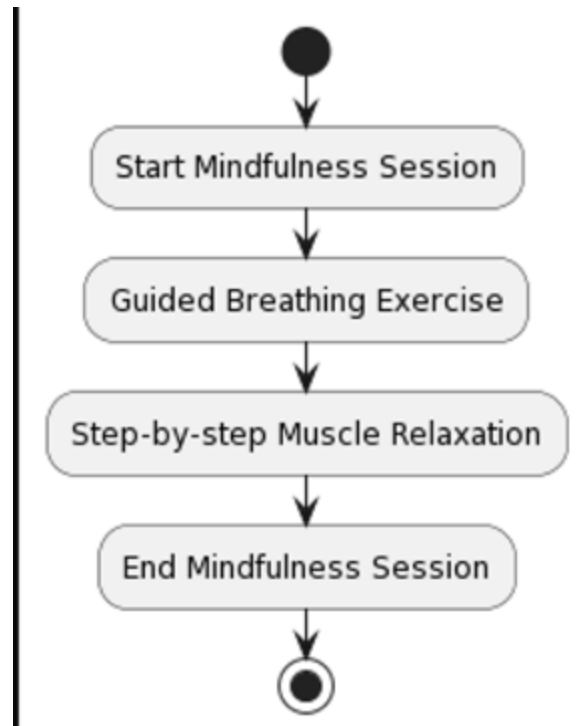 Start Mindfulness Session
Guided Breathing Exercise
Step-by-step Muscle Relaxation
End Mindfulness Session